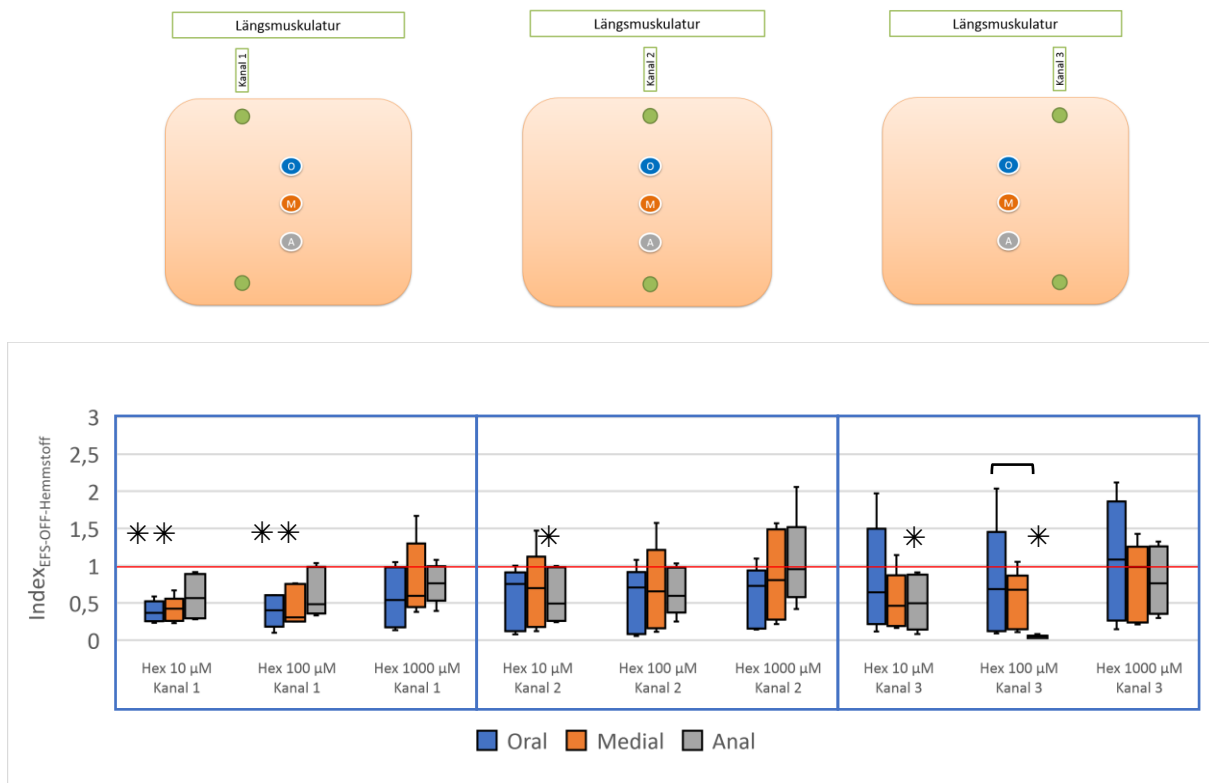 Längsmuskulatur
Längsmuskulatur
Längsmuskulatur
Kanal 1
Kanal 2
Kanal 3
O
M
A
O
M
A
O
M
A
Index EFS-OFF-Hemmstoff
3
2,5
2
1,5
1
0,5
0
Hex 10 µM
Kanal 1
Hex 100 µM
Kanal 1
Hex 1000 µM
Kanal 1
Hex 10 µM
Kanal 2
Hex 100 µM
Kanal 2
Hex 1000 µM
Kanal 2
Hex 10 µM
Kanal 3
Hex 100 µM
Kanal 3
Hex 1000 µM
Kanal 3
Oral
Medial
Anal